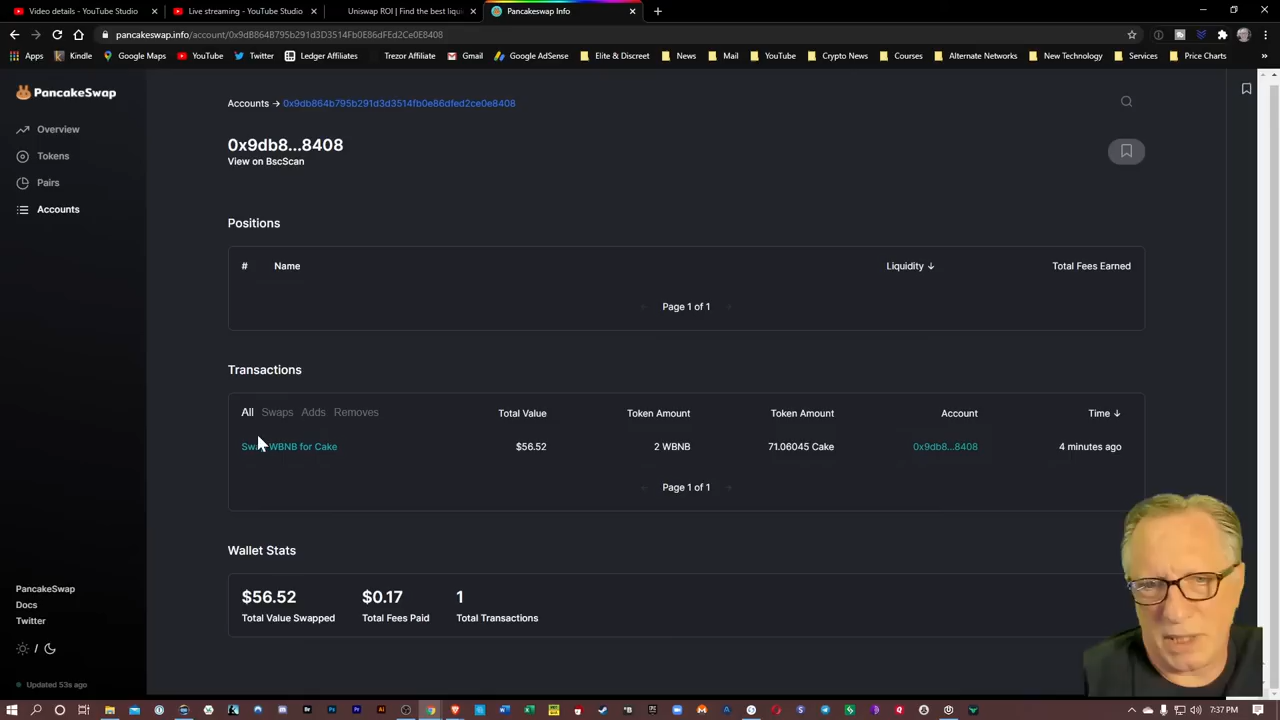 Video details - YouTube Studio
Live streaming - YouTube Studio
Uniswap ROI | Find the best liqui
Pancakeswap Info
pancakeswap.info/account/0x9dB864B795b291D3D3514fB0E86dFEd2Ce0E8408
Apps Kindle Google Maps YouTube Twitter Ledger Affiliates Trezor Affiliate Gmail Google AdSense Elite & Discreet News Mail YouTube Crypto News Courses Alternate Networks New Technology Services Price Charts »
PancakeSwap
Overview
Tokens
Pairs
Accounts
Accounts → 0x9db864b795b291d3d3514fb0e86dfed2ce0e8408
0x9db8...8408
View on BscScan
Positions
# Name Liquidity ↓ Total Fees Earned
← Page 1 of 1 →
Transactions
All Swaps Adds Removes Total Value Token Amount Token Amount Account Time ↓
Swap WBNB for Cake $56.52 2 WBNB 71.06045 Cake 0x9db8...8408 4 minutes ago
← Page 1 of 1 →
Wallet Stats
$56.52 $0.17 1
Total Value Swapped Total Fees Paid Total Transactions
PancakeSwap
Docs
Twitter
/
Updated 53s ago
7:37 PM